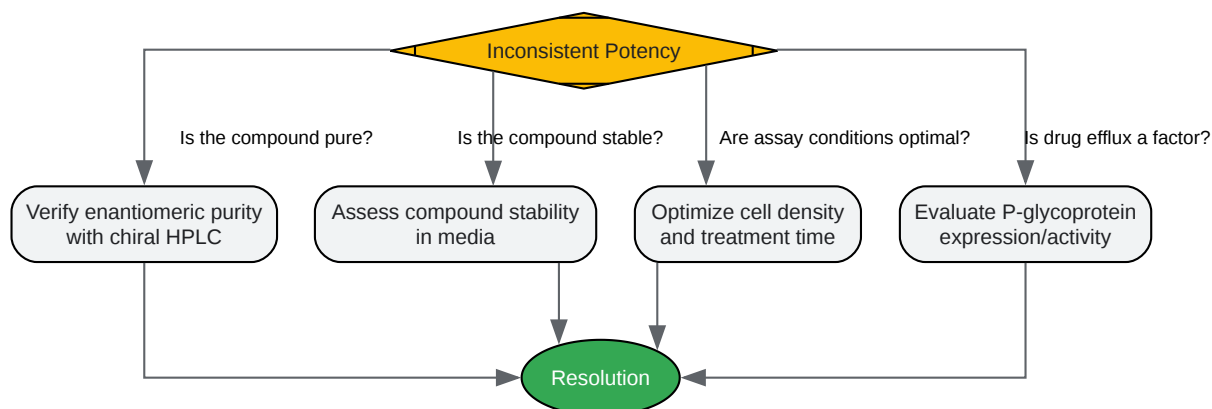 Inconsistent Potency
Is the compound pure?
Is the compound stable?
Are assay conditions optimal?
Is drug efflux a factor?
Verify enantiomeric purity
with chiral HPLC
Assess compound stability
in media
Optimize cell density
and treatment time
Evaluate P-glycoprotein
expression/activity
Resolution